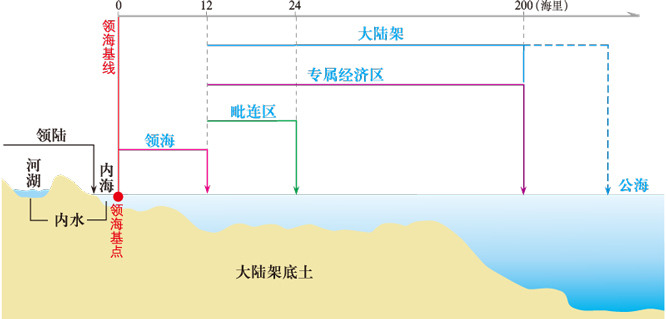 0 12 24 200 (海里)
领海基线
大陆架
专属经济区
毗连区
领海
领陆
河湖
内海
公海
内水
领海基点
大陆架底土